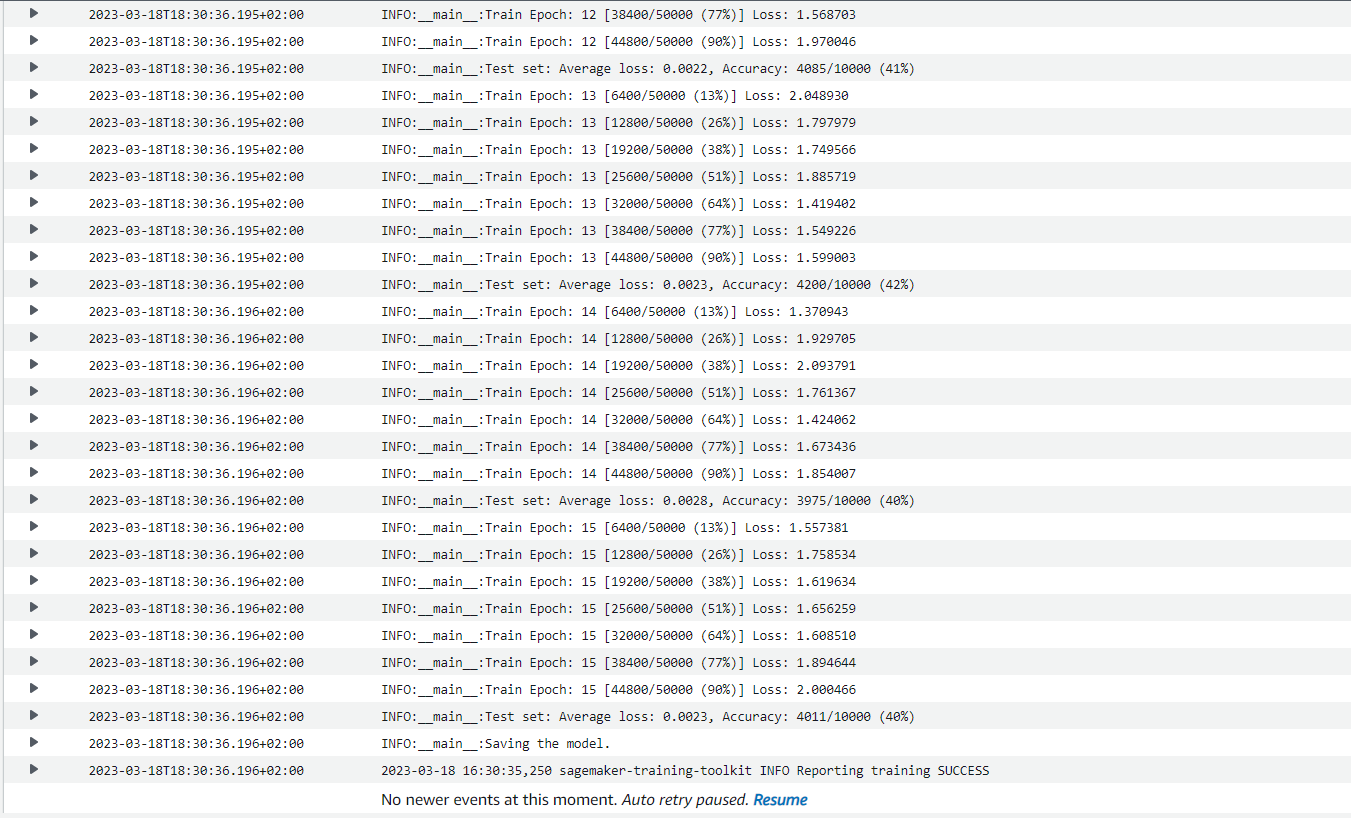 2023-03-18T18:30:36.195+02:00 INFO:__main__:Train Epoch: 12 [38400/50000 (77%)] Loss: 1.568703
2023-03-18T18:30:36.195+02:00 INFO:__main__:Train Epoch: 12 [44800/50000 (90%)] Loss: 1.970046
2023-03-18T18:30:36.195+02:00 INFO:__main__:Test set: Average loss: 0.0022, Accuracy: 4085/10000 (41%)
2023-03-18T18:30:36.195+02:00 INFO:__main__:Train Epoch: 13 [6400/50000 (13%)] Loss: 2.048930
2023-03-18T18:30:36.195+02:00 INFO:__main__:Train Epoch: 13 [12800/50000 (26%)] Loss: 1.797979
2023-03-18T18:30:36.195+02:00 INFO:__main__:Train Epoch: 13 [19200/50000 (38%)] Loss: 1.749566
2023-03-18T18:30:36.195+02:00 INFO:__main__:Train Epoch: 13 [25600/50000 (51%)] Loss: 1.885719
2023-03-18T18:30:36.195+02:00 INFO:__main__:Train Epoch: 13 [32000/50000 (64%)] Loss: 1.419402
2023-03-18T18:30:36.195+02:00 INFO:__main__:Train Epoch: 13 [38400/50000 (77%)] Loss: 1.549226
2023-03-18T18:30:36.195+02:00 INFO:__main__:Train Epoch: 13 [44800/50000 (90%)] Loss: 1.599003
2023-03-18T18:30:36.195+02:00 INFO:__main__:Test set: Average loss: 0.0023, Accuracy: 4200/10000 (42%)
2023-03-18T18:30:36.196+02:00 INFO:__main__:Train Epoch: 14 [6400/50000 (13%)] Loss: 1.370943
2023-03-18T18:30:36.196+02:00 INFO:__main__:Train Epoch: 14 [12800/50000 (26%)] Loss: 1.929705
2023-03-18T18:30:36.196+02:00 INFO:__main__:Train Epoch: 14 [19200/50000 (38%)] Loss: 2.093791
2023-03-18T18:30:36.196+02:00 INFO:__main__:Train Epoch: 14 [25600/50000 (51%)] Loss: 1.761367
2023-03-18T18:30:36.196+02:00 INFO:__main__:Train Epoch: 14 [32000/50000 (64%)] Loss: 1.424062
2023-03-18T18:30:36.196+02:00 INFO:__main__:Train Epoch: 14 [38400/50000 (77%)] Loss: 1.673436
2023-03-18T18:30:36.196+02:00 INFO:__main__:Train Epoch: 14 [44800/50000 (90%)] Loss: 1.854007
2023-03-18T18:30:36.196+02:00 INFO:__main__:Test set: Average loss: 0.0028, Accuracy: 3975/10000 (40%)
2023-03-18T18:30:36.196+02:00 INFO:__main__:Train Epoch: 15 [6400/50000 (13%)] Loss: 1.557381
2023-03-18T18:30:36.196+02:00 INFO:__main__:Train Epoch: 15 [12800/50000 (26%)] Loss: 1.758534
2023-03-18T18:30:36.196+02:00 INFO:__main__:Train Epoch: 15 [19200/50000 (38%)] Loss: 1.619634
2023-03-18T18:30:36.196+02:00 INFO:__main__:Train Epoch: 15 [25600/50000 (51%)] Loss: 1.656259
2023-03-18T18:30:36.196+02:00 INFO:__main__:Train Epoch: 15 [32000/50000 (64%)] Loss: 1.608510
2023-03-18T18:30:36.196+02:00 INFO:__main__:Train Epoch: 15 [38400/50000 (77%)] Loss: 1.894644
2023-03-18T18:30:36.196+02:00 INFO:__main__:Train Epoch: 15 [44800/50000 (90%)] Loss: 2.000466
2023-03-18T18:30:36.196+02:00 INFO:__main__:Test set: Average loss: 0.0023, Accuracy: 4011/10000 (40%)
2023-03-18T18:30:36.196+02:00 INFO:__main__:Saving the model.
2023-03-18T18:30:36.196+02:00 2023-03-18 16:30:35,250 sagemaker-training-toolkit INFO Reporting training SUCCESS
No newer events at this moment. Auto retry paused. Resume